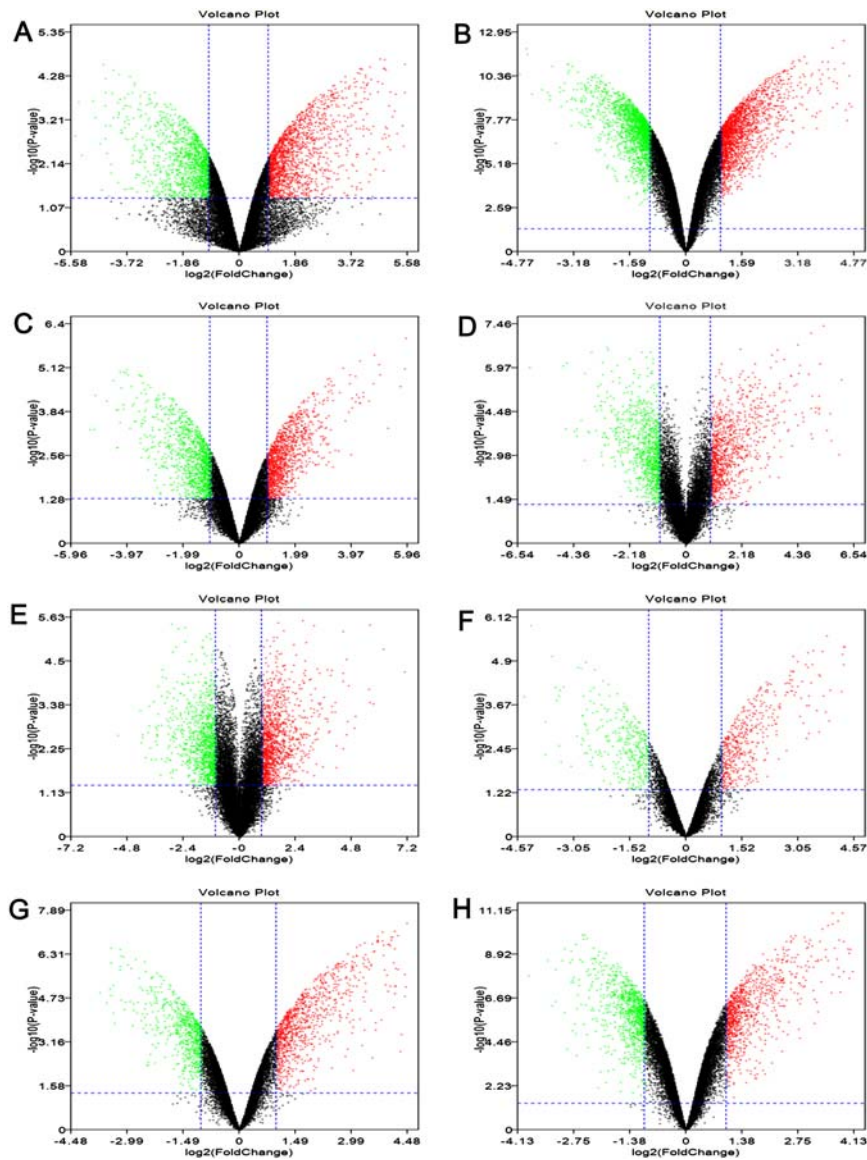 A
Volcano Plot
5.35
4.28
3.21
2.14
1.07
0
-log10(P-value)
-5.58 -3.72 -1.86 0 1.86 3.72 5.58
log2(FoldChange)
B
Volcano Plot
12.95
10.36
7.77
5.18
2.59
0
-log10(P-value)
-4.77 -3.18 -1.59 0 1.59 3.18 4.77
log2(FoldChange)
C
Volcano Plot
6.4
5.12
3.84
2.56
1.28
0
-log10(P-value)
-5.96 -3.97 -1.99 0 1.99 3.97 5.96
log2(FoldChange)
D
Volcano Plot
7.46
5.97
4.48
2.98
1.49
0
-log10(P-value)
-6.54 -4.36 -2.18 0 2.18 4.36 6.54
log2(FoldChange)
E
Volcano Plot
5.63
4.5
3.38
2.25
1.13
0
-log10(P-value)
-7.2 -4.8 -2.4 0 2.4 4.8 7.2
log2(FoldChange)
F
Volcano Plot
6.12
4.9
3.67
2.45
1.22
0
-log10(P-value)
-4.57 -3.05 -1.52 0 1.52 3.05 4.57
log2(FoldChange)
G
Volcano Plot
7.89
6.31
4.73
3.16
1.58
0
-log10(P-value)
-4.48 -2.99 -1.49 0 1.49 2.99 4.48
log2(FoldChange)
H
Volcano Plot
11.15
8.92
6.69
4.46
2.23
0
-log10(P-value)
-4.13 -2.75 -1.38 0 1.38 2.75 4.13
log2(FoldChange)